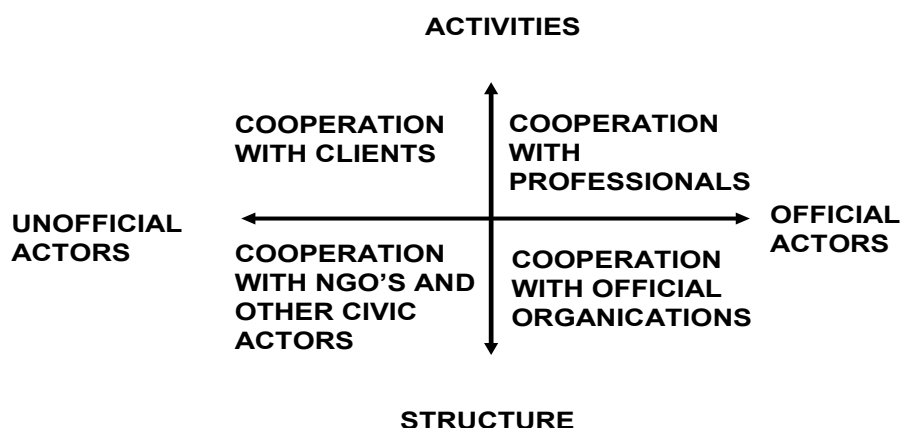 ACTIVITIES
COOPERATION
WITH CLIENTS
COOPERATION
WITH
PROFESSIONALS
UNOFFICIAL
ACTORS
OFFICIAL
ACTORS
COOPERATION
WITH NGO'S AND
OTHER CIVIC
ACTORS
COOPERATION
WITH OFFICIAL
ORGANICATIONS
STRUCTURE